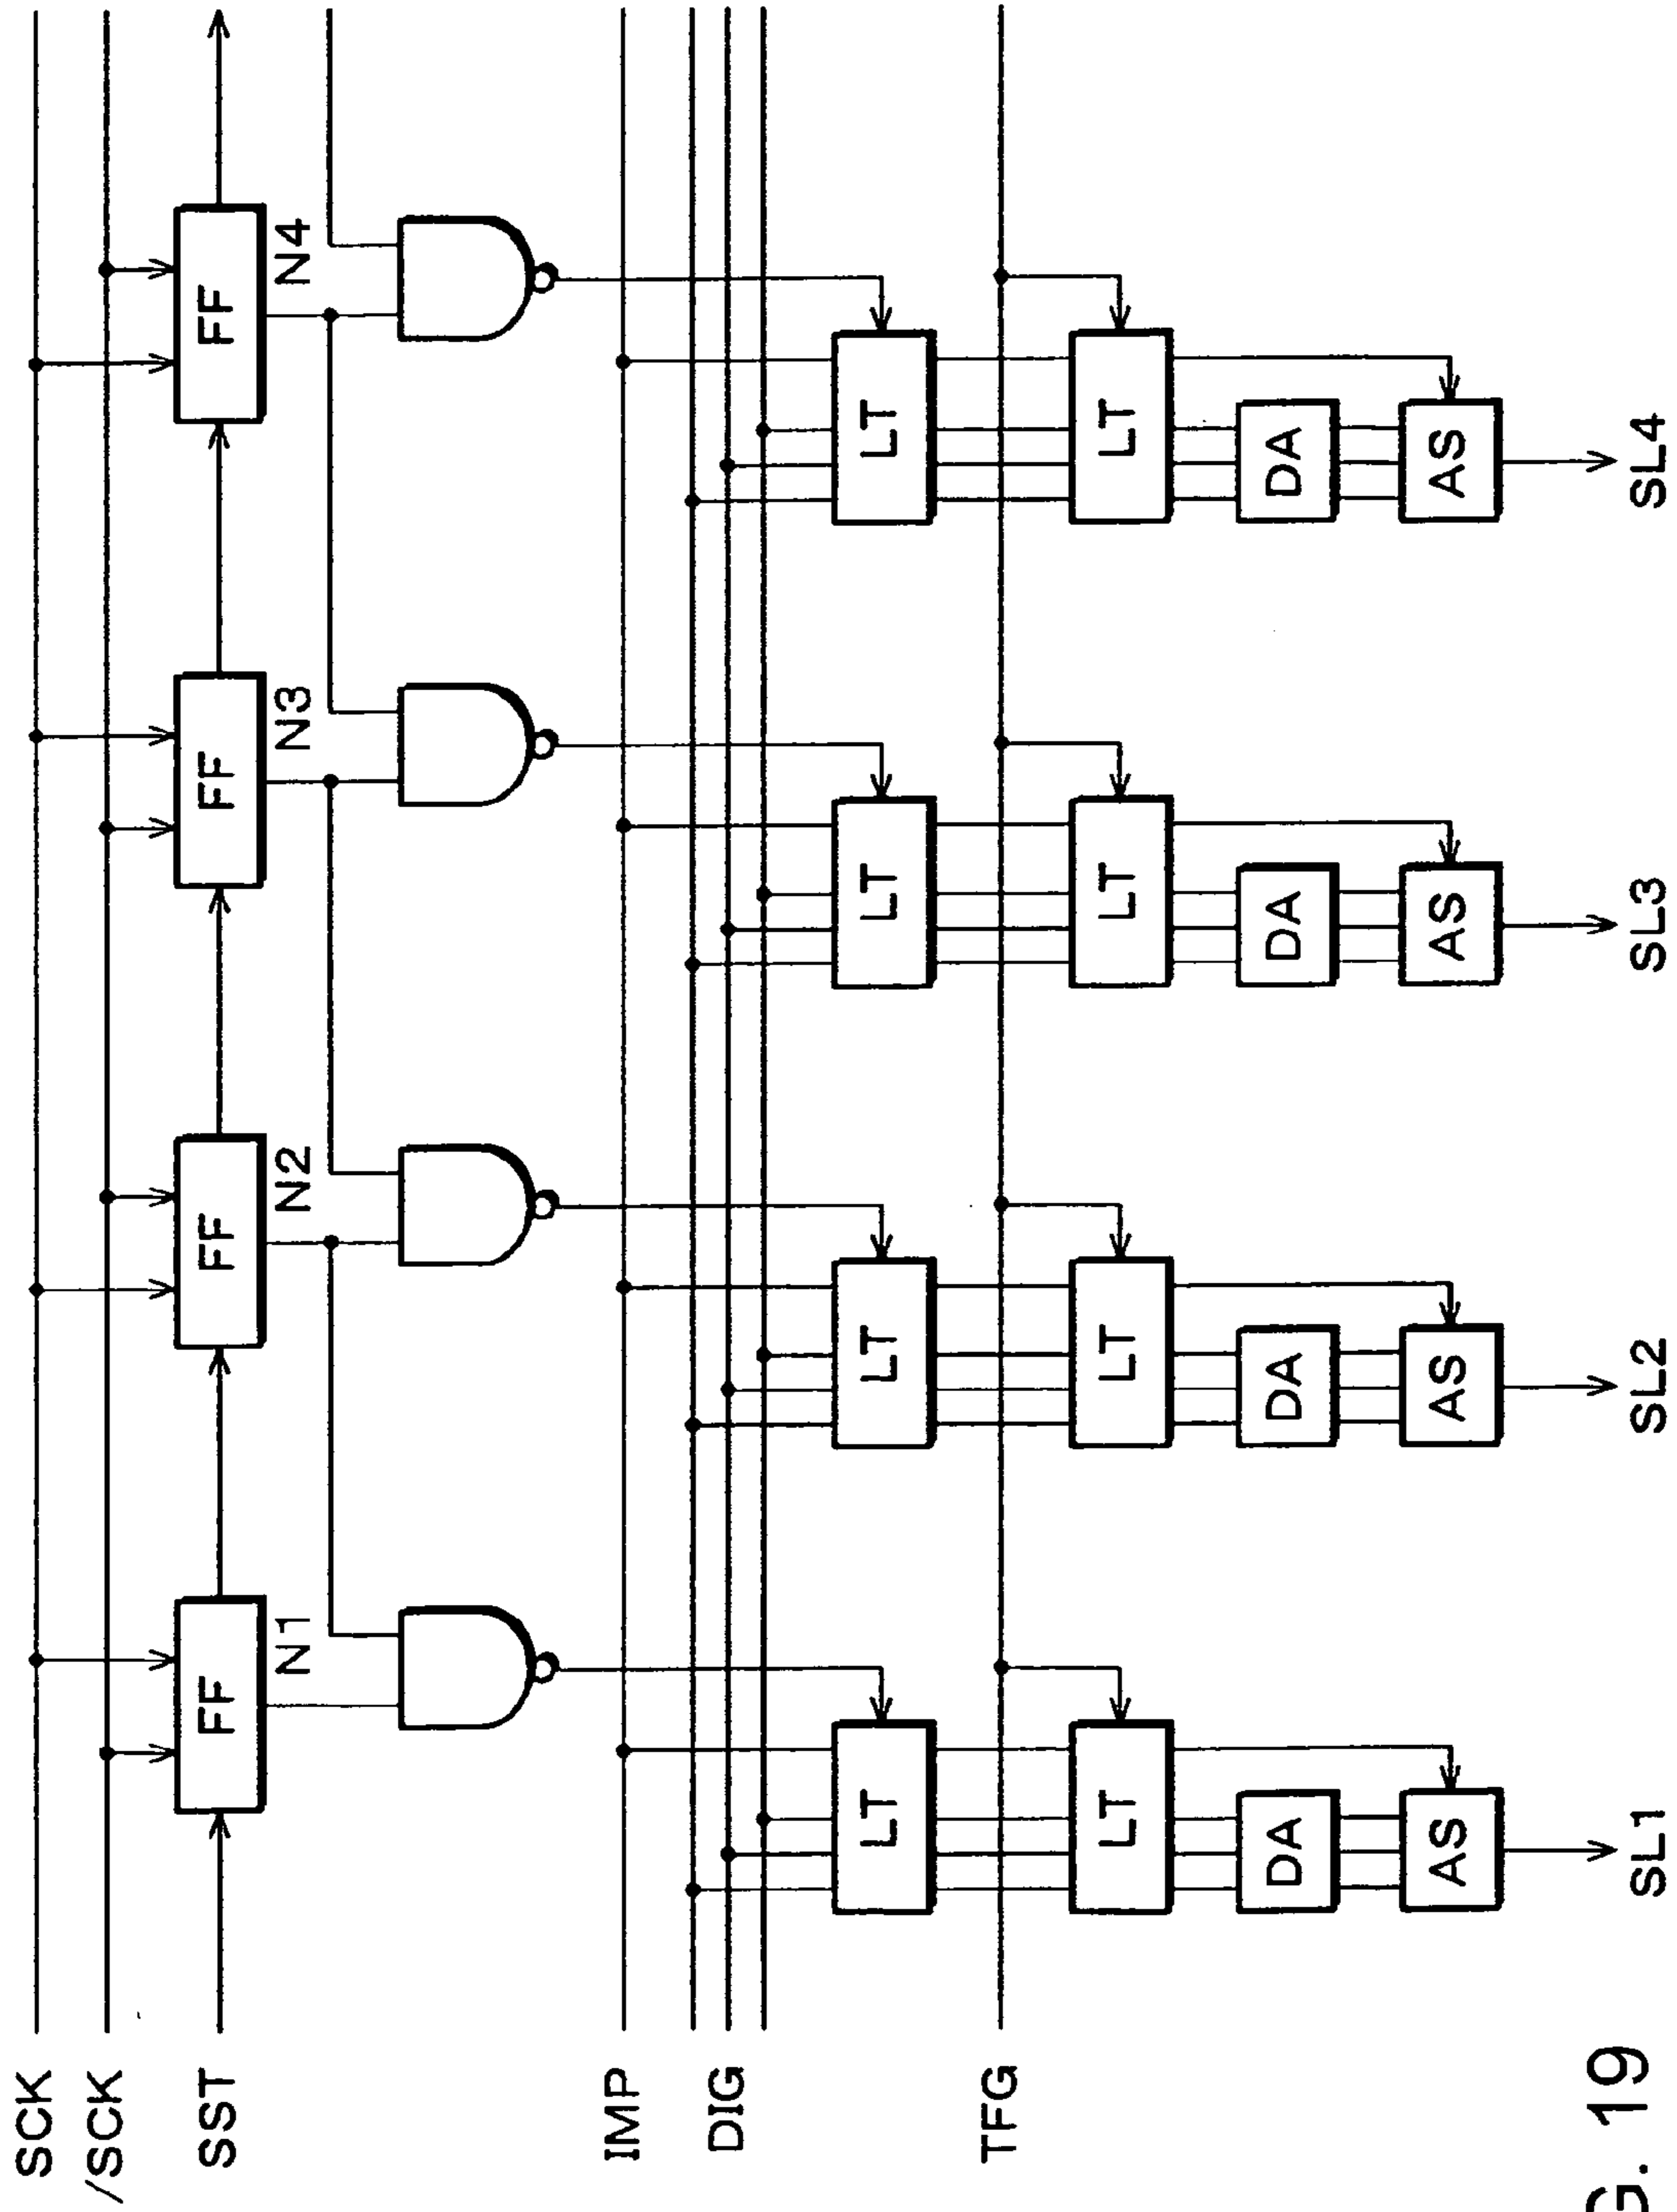 SCK
/SCK
SST
FF FF FF FF
N1 N2 N3 N4
IMP
DIG
LT LT LT LT
TFG
LT LT LT LT
DA DA DA DA
AS AS AS AS
SL1 SL2 SL3 SL4
G. 19